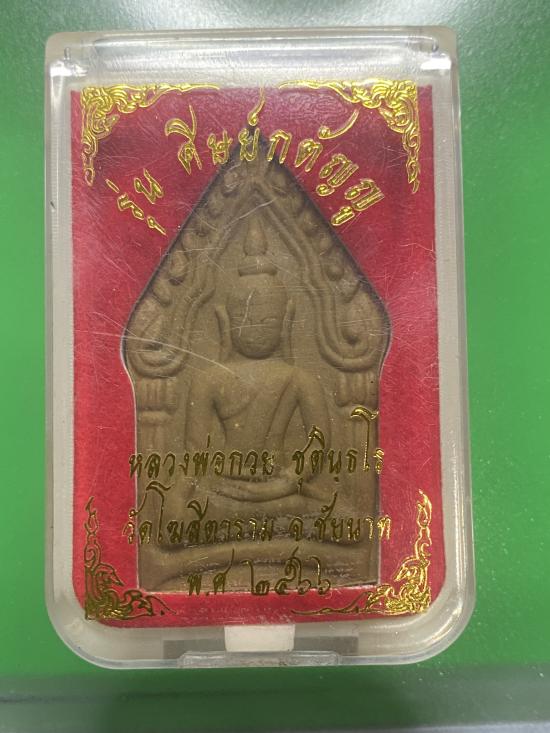 รุ่น ศิษย์กตัญญู
หลวงพ่อกวย ชุตินฺธโร
วัดโฆสิตาราม จ.ชัยนาท
พ.ศ ๒๕๖๖